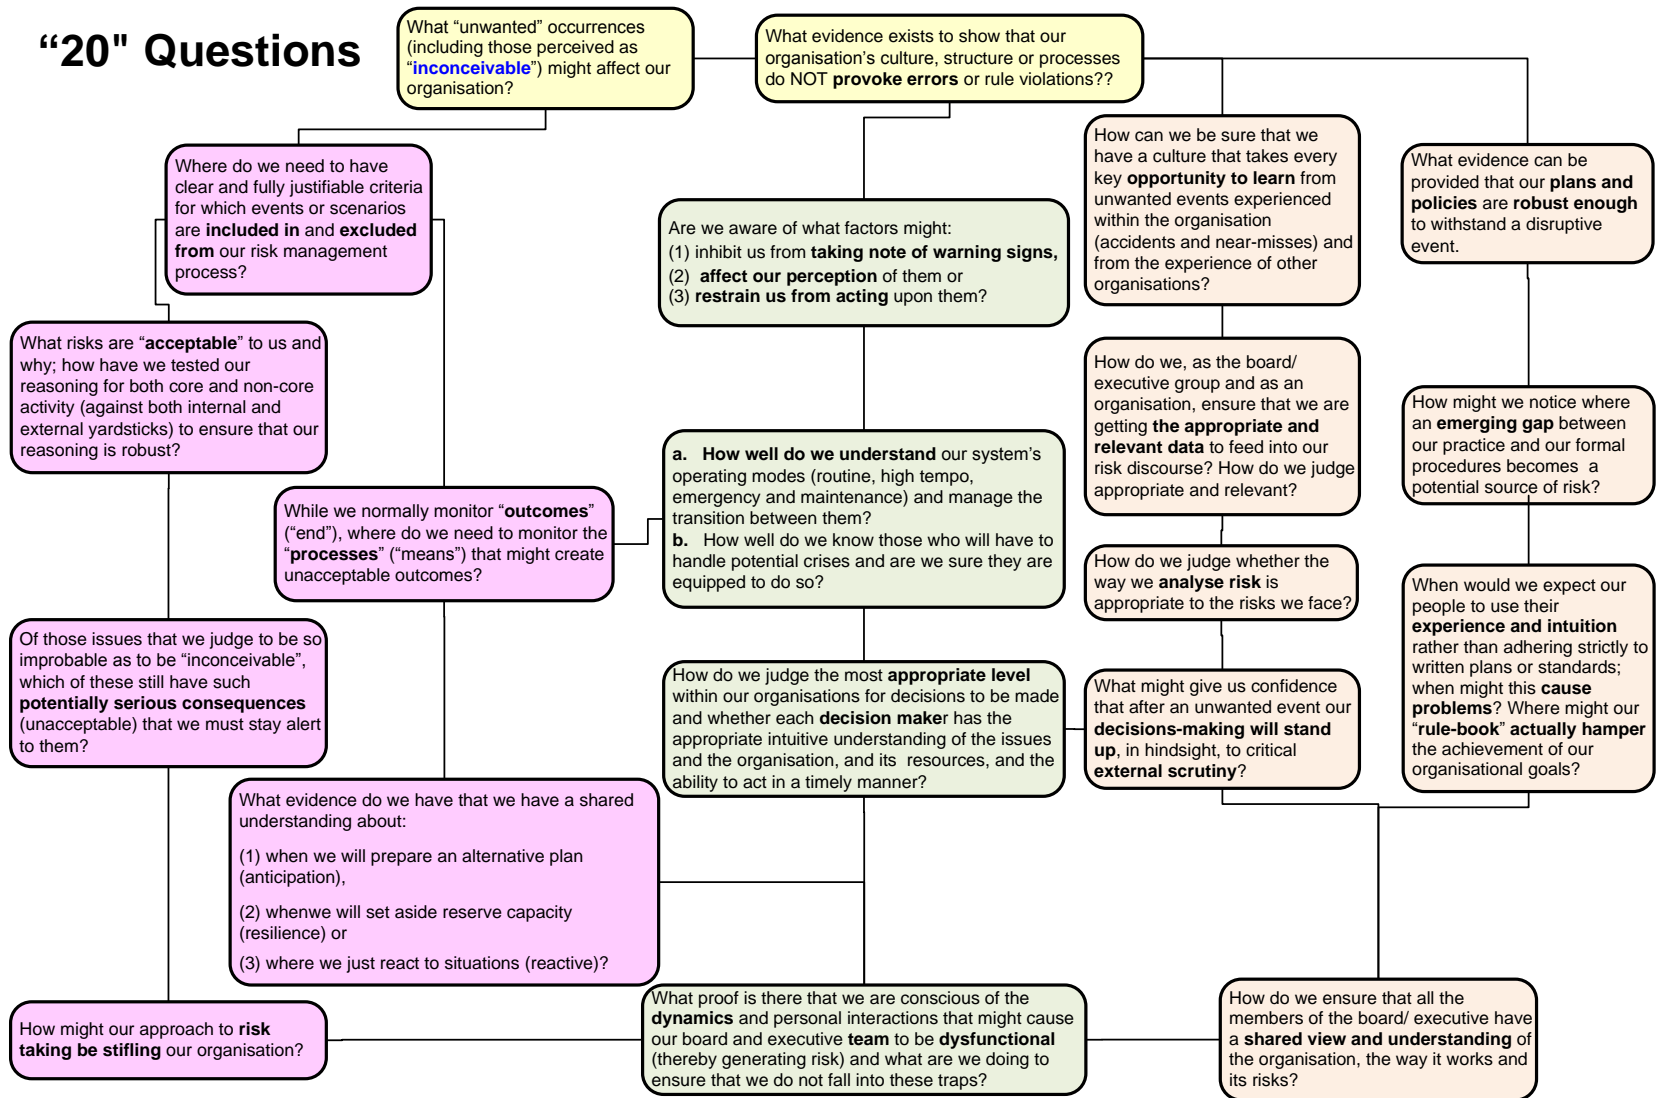 “20" Questions
What “unwanted” occurrences
(including those perceived as
“inconceivable”) might affect our
organisation?
What evidence exists to show that our
organisation’s culture, structure or processes
do NOT provoke errors or rule violations??
Where do we need to have
clear and fully justifiable criteria
for which events or scenarios
are included in and excluded
from our risk management
process?
Are we aware of what factors might:
(1) inhibit us from taking note of warning signs,
(2) affect our perception of them or
(3) restrain us from acting upon them?
How can we be sure that we
have a culture that takes every
key opportunity to learn from
unwanted events experienced
within the organisation
(accidents and near-misses) and
from the experience of other
organisations?
What evidence can be
provided that our plans and
policies are robust enough
to withstand a disruptive
event.
What risks are “acceptable” to us and
why; how have we tested our
reasoning for both core and non-core
activity (against both internal and
external yardsticks) to ensure that our
reasoning is robust?
How do we, as the board/
executive group and as an
organisation, ensure that we are
getting the appropriate and
relevant data to feed into our
risk discourse? How do we judge
appropriate and relevant?
How might we notice where
an emerging gap between
our practice and our formal
procedures becomes a
potential source of risk?
While we normally monitor “outcomes”
(“end”), where do we need to monitor the
“processes” (“means”) that might create
unacceptable outcomes?
a. How well do we understand our system’s
operating modes (routine, high tempo,
emergency and maintenance) and manage the
transition between them?
b. How well do we know those who will have to
handle potential crises and are we sure they are
equipped to do so?
How do we judge whether the
way we analyse risk is
appropriate to the risks we face?
When would we expect our
people to use their
experience and intuition
rather than adhering strictly to
written plans or standards;
when might this cause
problems? Where might our
“rule-book” actually hamper
the achievement of our
organisational goals?
Of those issues that we judge to be so
improbable as to be “inconceivable”,
which of these still have such
potentially serious consequences
(unacceptable) that we must stay alert
to them?
How do we judge the most appropriate level
within our organisations for decisions to be made
and whether each decision maker has the
appropriate intuitive understanding of the issues
and the organisation, and its resources, and the
ability to act in a timely manner?
What might give us confidence
that after an unwanted event our
decisions-making will stand
up, in hindsight, to critical
external scrutiny?
What evidence do we have that we have a shared
understanding about:
(1) when we will prepare an alternative plan
(anticipation),
(2) whenwe will set aside reserve capacity
(resilience) or
(3) where we just react to situations (reactive)?
How might our approach to risk
taking be stifling our organisation?
What proof is there that we are conscious of the
dynamics and personal interactions that might cause
our board and executive team to be dysfunctional
(thereby generating risk) and what are we doing to
ensure that we do not fall into these traps?
How do we ensure that all the
members of the board/ executive have
a shared view and understanding of
the organisation, the way it works and
its risks?